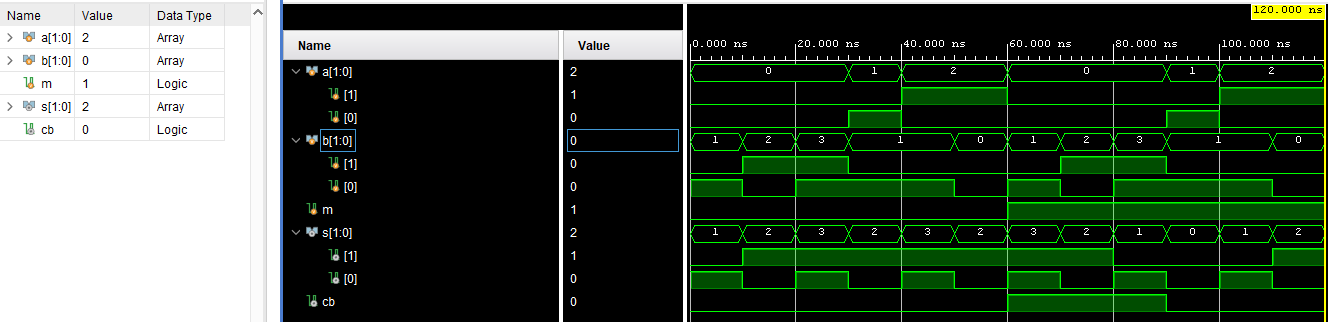 Name Value Data Type
a[1:0] 2 Array
b[1:0] 0 Array
m 1 Logic
s[1:0] 2 Array
cb 0 Logic
120.000 ns
Name Value
0.000 ns 20.000 ns 40.000 ns 60.000 ns 80.000 ns 100.000 ns
a[1:0] 2 0 1 2 0 1 2
[1] 1
[0] 0
b[1:0] 0 1 2 3 1 0 1 2 3 1 0
[1] 0
[0] 0
m 1
s[1:0] 2 1 2 3 2 3 2 3 2 1 0 1 2
[1] 1
[0] 0
cb 0